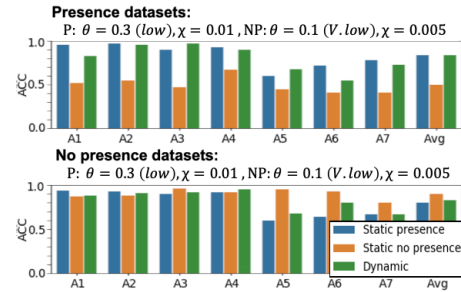 Presence datasets:
P: θ = 0.3 (low), χ = 0.01 , NP: θ = 0.1 (V. low), χ = 0.005
1.0
0.5
0.0
ACC
A1 A2 A3 A4 A5 A6 A7 Avg
No presence datasets:
P: θ = 0.3 (low), χ = 0.01 , NP: θ = 0.1 (V. low), χ = 0.005
1.0
0.5
0.0
ACC
Static presence
Static no presence
Dynamic
A1 A2 A3 A4 A5 A6 A7 Avg